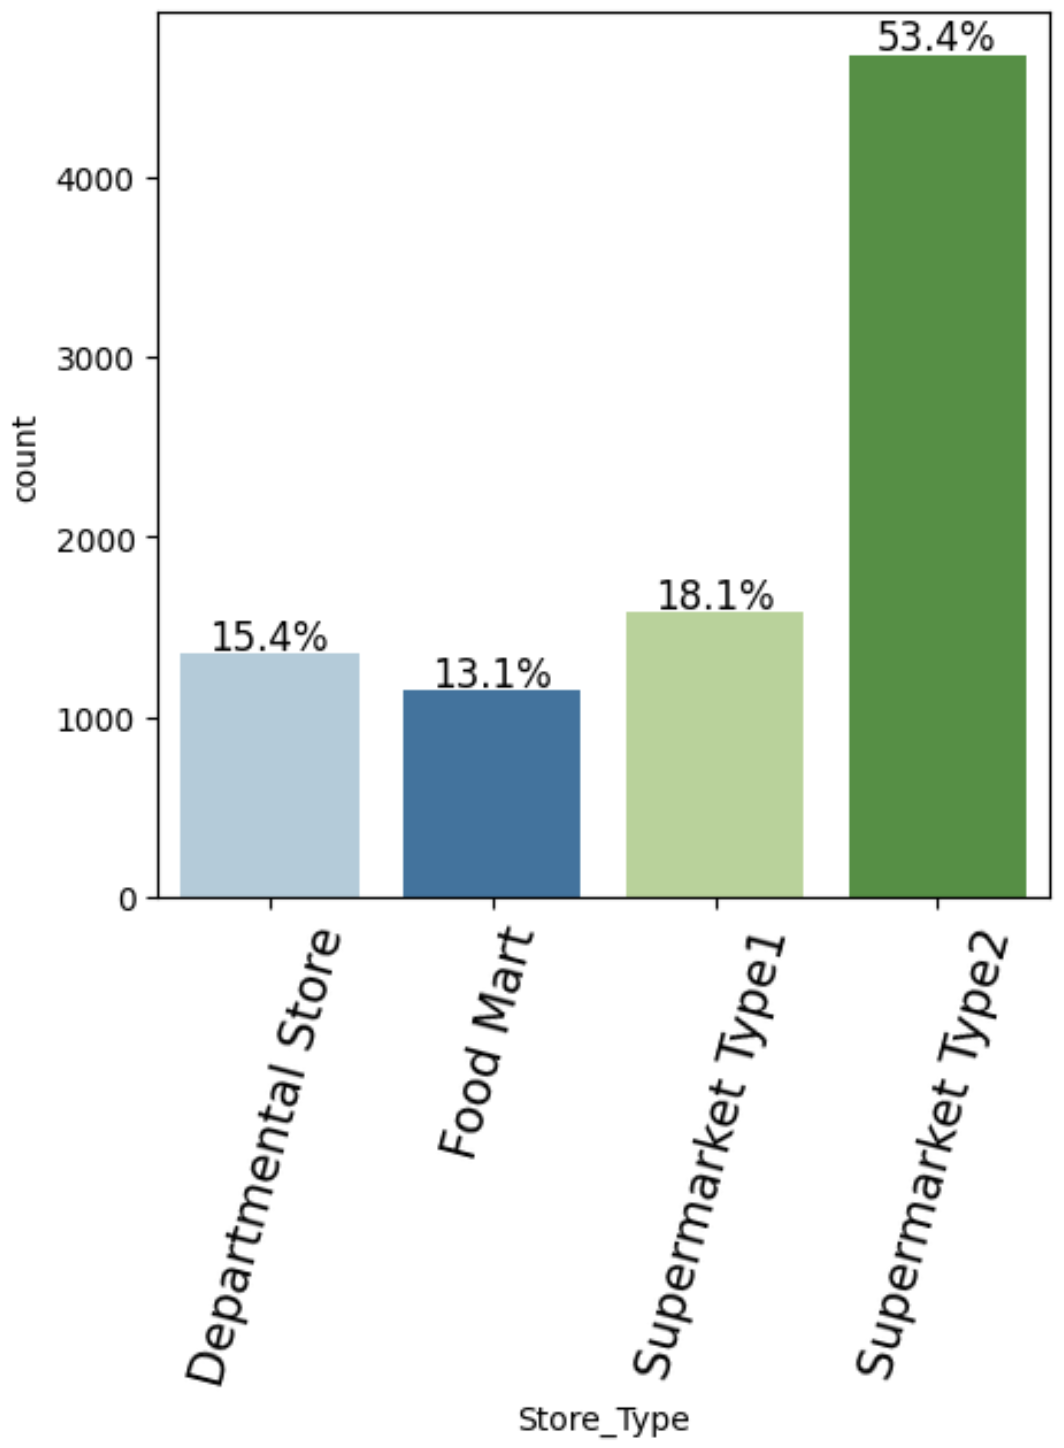 53.4%
4000
3000
count
2000
18.1%
15.4%
13.1%
1000
0
Departmental Store
Food Mart
Supermarket Type1
Supermarket Type2
Store_Type